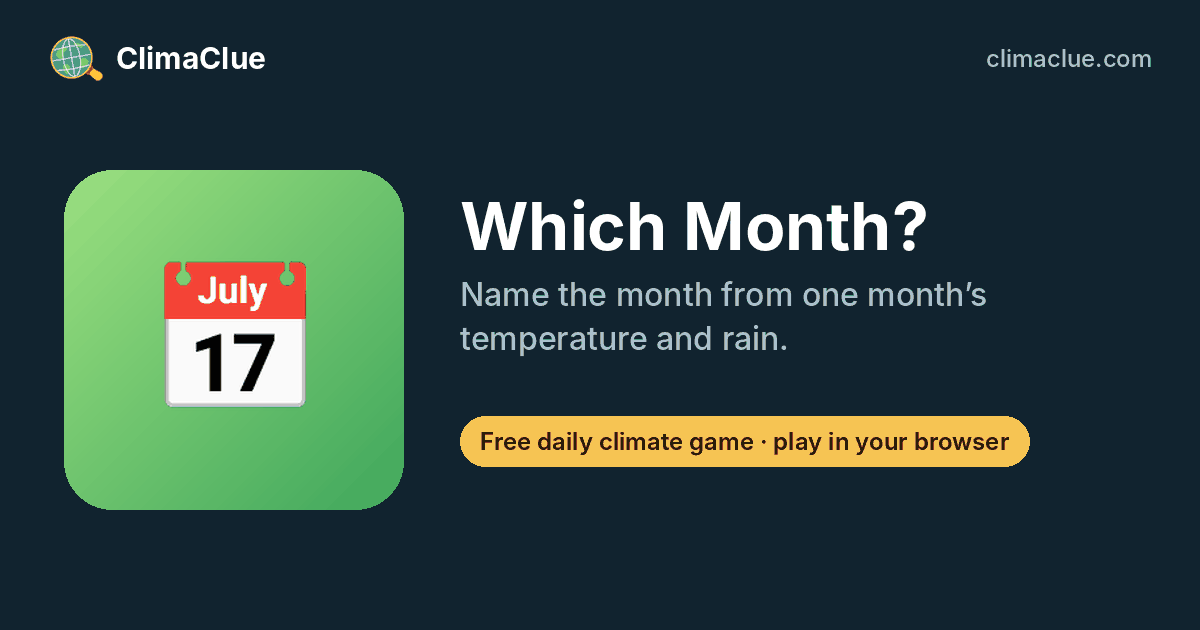 ClimaClue
climaclue.com
July
17
Which Month?
Name the month from one month’s
temperature and rain.
Free daily climate game · play in your browser